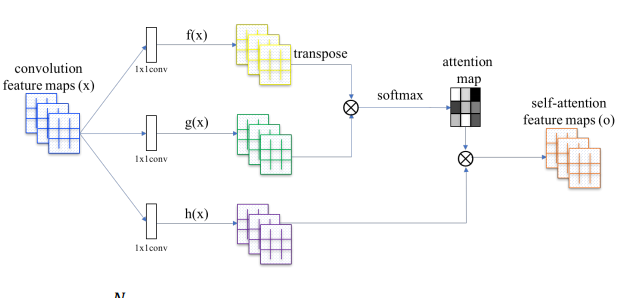 f(x)
transpose
1x1conv
convolution
feature maps (x)
attention
map
softmax
self-attention
feature maps (o)
g(x)
1x1conv
h(x)
1x1conv
N